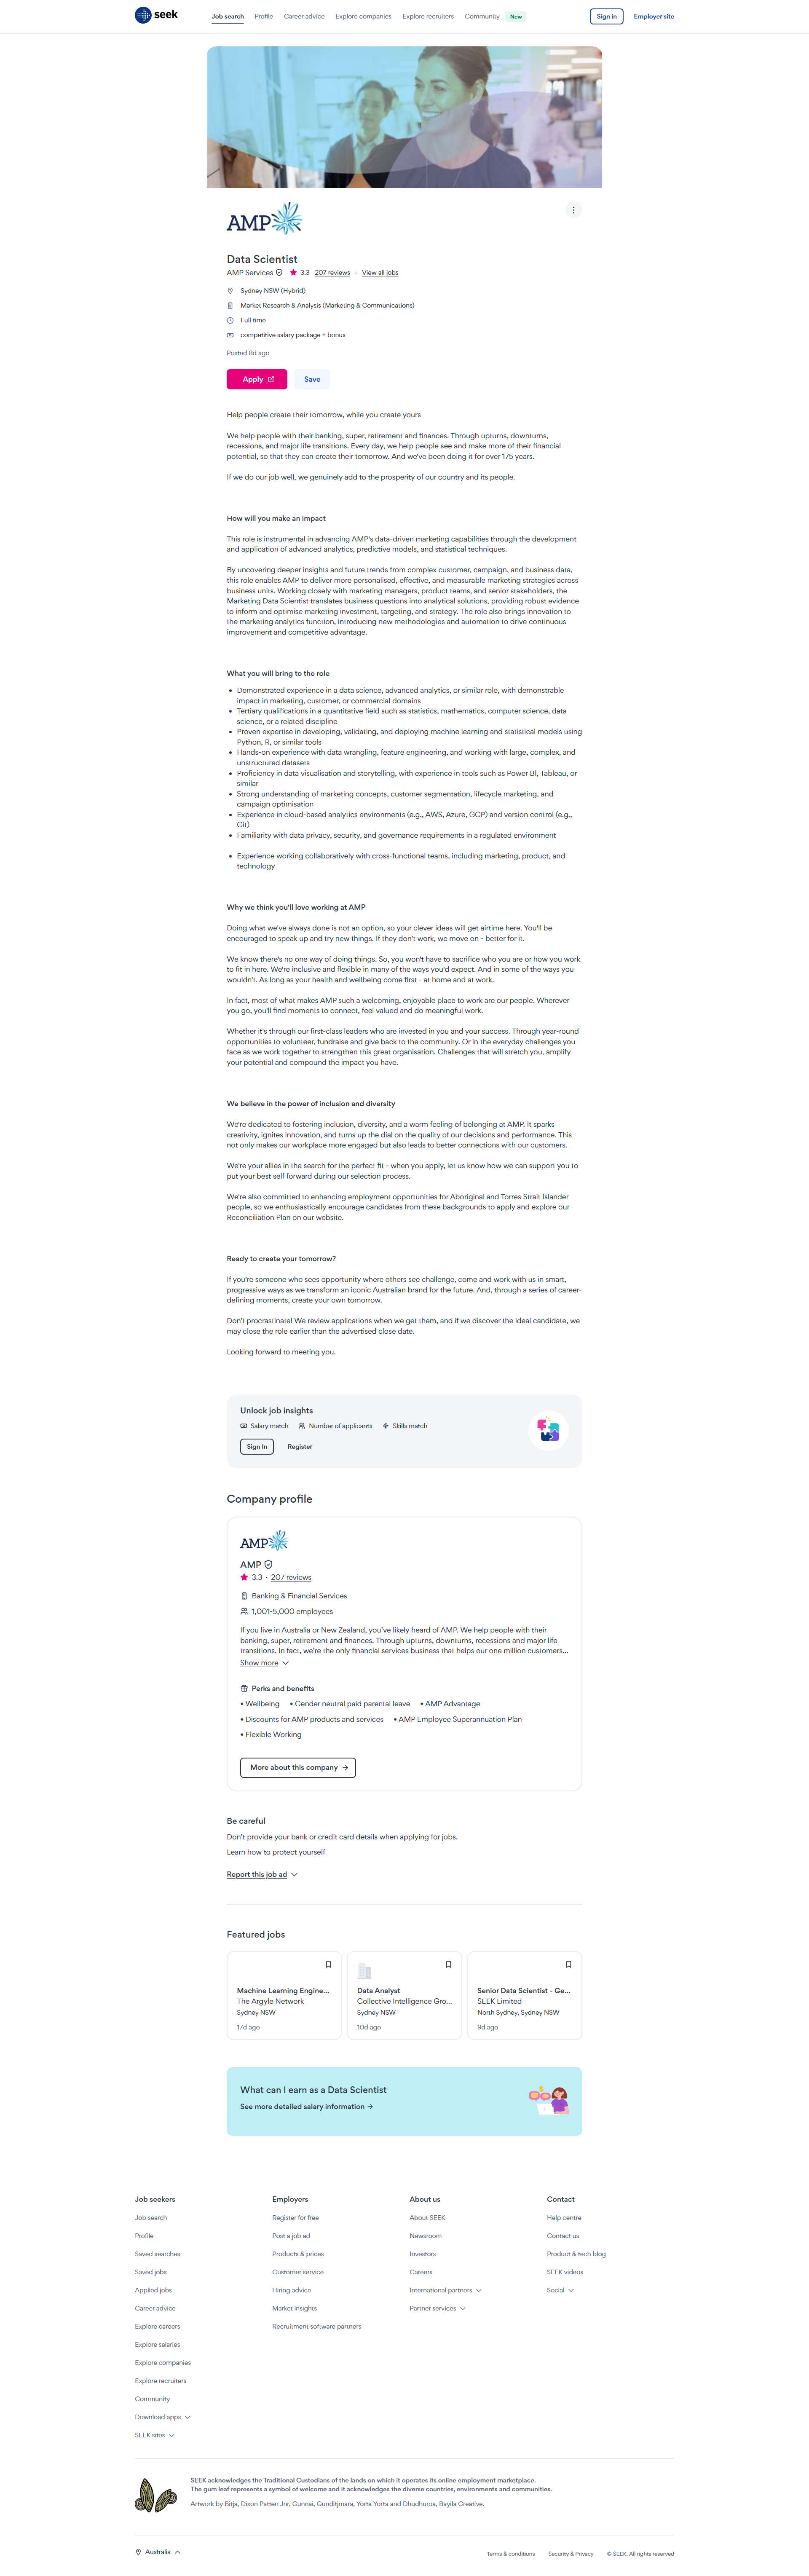 seek
Job search Profile Career advice Explore companies Explore recruiters Community New Sign in Employer site
AMP
Data Scientist
AMP Services 3.3 207 reviews · View all jobs
Sydney NSW (Hybrid)
Market Research & Analysis (Marketing & Communications)
Full time
competitive salary package + bonus
Posted 8d ago
Apply Save
Help people create their tomorrow, while you create yours
We help people with their banking, super, retirement and finances. Through upturns, downturns,
recessions, and major life transitions. Every day, we help people see and make more of their financial
potential, so that they can create their tomorrow. And we've been doing it for over 175 years.
If we do our job well, we genuinely add to the prosperity of our country and its people.
How will you make an impact
This role is instrumental in advancing AMP's data-driven marketing capabilities through the development
and application of advanced analytics, predictive models, and statistical techniques.
By uncovering deeper insights and future trends from complex customer, campaign, and business data,
this role enables AMP to deliver more personalised, effective, and measurable marketing strategies across
business units. Working closely with marketing managers, product teams, and senior stakeholders, the
Marketing Data Scientist translates business questions into analytical solutions, providing robust evidence
to inform and optimise marketing investment, targeting, and strategy. The role also brings innovation to
the marketing analytics function, introducing new methodologies and automation to drive continuous
improvement and competitive advantage.
What you will bring to the role
• Demonstrated experience in a data science, advanced analytics, or similar role, with demonstrable
impact in marketing, customer, or commercial domains
• Tertiary qualifications in a quantitative field such as statistics, mathematics, computer science, data
science, or a related discipline
• Proven expertise in developing, validating, and deploying machine learning and statistical models using
Python, R, or similar tools
• Hands-on experience with data wrangling, feature engineering, and working with large, complex, and
unstructured datasets
• Proficiency in data visualisation and storytelling, with experience in tools such as Power BI, Tableau, or
similar
• Strong understanding of marketing concepts, customer segmentation, lifecycle marketing, and
campaign optimisation
• Experience in cloud-based analytics environments (e.g., AWS, Azure, GCP) and version control (e.g.,
Git)
• Familiarity with data privacy, security, and governance requirements in a regulated environment
• Experience working collaboratively with cross-functional teams, including marketing, product, and
technology
Why we think you'll love working at AMP
Doing what we've always done is not an option, so your clever ideas will get airtime here. You'll be
encouraged to speak up and try new things. If they don't work, we move on - better for it.
We know there's no one way of doing things. So, you won't have to sacrifice who you are or how you work
to fit in here. We're inclusive and flexible in many of the ways you'd expect. And in some of the ways you
wouldn't. As long as your health and wellbeing come first - at home and at work.
In fact, most of what makes AMP such a welcoming, enjoyable place to work are our people. Wherever
you go, you'll find moments to connect, feel valued and do meaningful work.
Whether it's through our first-class leaders who are invested in you and your success. Through year-round
opportunities to volunteer, fundraise and give back to the community. Or in the everyday challenges you
face as we work together to strengthen this great organisation. Challenges that will stretch you, amplify
your potential and compound the impact you have.
We believe in the power of inclusion and diversity
We're dedicated to fostering inclusion, diversity, and a warm feeling of belonging at AMP. It sparks
creativity, ignites innovation, and turns up the dial on the quality of our decisions and performance. This
not only makes our workplace more engaged but also leads to better connections with our customers.
We're your allies in the search for the perfect fit - when you apply, let us know how we can support you to
put your best self forward during our selection process.
We're also committed to enhancing employment opportunities for Aboriginal and Torres Strait Islander
people, so we enthusiastically encourage candidates from these backgrounds to apply and explore our
Reconciliation Plan on our website.
Ready to create your tomorrow?
If you're someone who sees opportunity where others see challenge, come and work with us in smart,
progressive ways as we transform an iconic Australian brand for the future. And, through a series of career-
defining moments, create your own tomorrow.
Don't procrastinate! We review applications when we get them, and if we discover the ideal candidate, we
may close the role earlier than the advertised close date.
Looking forward to meeting you.
Unlock job insights
Salary match Number of applicants Skills match
Sign In Register
Company profile
AMP
AMP
3.3 · 207 reviews
Banking & Financial Services
1,001-5,000 employees
If you live in Australia or New Zealand, you've likely heard of AMP. We help people with their
banking, super, retirement and finances. Through upturns, downturns, recessions and major life
transitions. In fact, we're the only financial services business that helps our one million customers...
Show more
Perks and benefits
• Wellbeing • Gender neutral paid parental leave • AMP Advantage
• Discounts for AMP products and services • AMP Employee Superannuation Plan
• Flexible Working
More about this company
Be careful
Don't provide your bank or credit card details when applying for jobs.
Learn how to protect yourself
Report this job ad
Featured jobs
Machine Learning Engine...
The Argyle Network
Sydney NSW
17d ago
Data Analyst
Collective Intelligence Gro...
Sydney NSW
10d ago
Senior Data Scientist - Ge...
SEEK Limited
North Sydney, Sydney NSW
9d ago
What can I earn as a Data Scientist
See more detailed salary information
Job seekers
Job search
Profile
Saved searches
Saved jobs
Applied jobs
Career advice
Explore careers
Explore salaries
Explore companies
Explore recruiters
Community
Download apps
SEEK sites
Employers
Register for free
Post a job ad
Products & prices
Customer service
Hiring advice
Market insights
Recruitment software partners
About us
About SEEK
Newsroom
Investors
Careers
International partners
Partner services
Contact
Help centre
Contact us
Product & tech blog
SEEK videos
Social
SEEK acknowledges the Traditional Custodians of the lands on which it operates its online employment marketplace.
The gum leaf represents a symbol of welcome and it acknowledges the diverse countries, environments and communities.
Artwork by Bitja, Dixon Patten Jnr, Gunnai, Gunditjmara, Yorta Yorta and Dhudhuroa, Bayila Creative.
Australia
Terms & conditions Security & Privacy © SEEK. All rights reserved